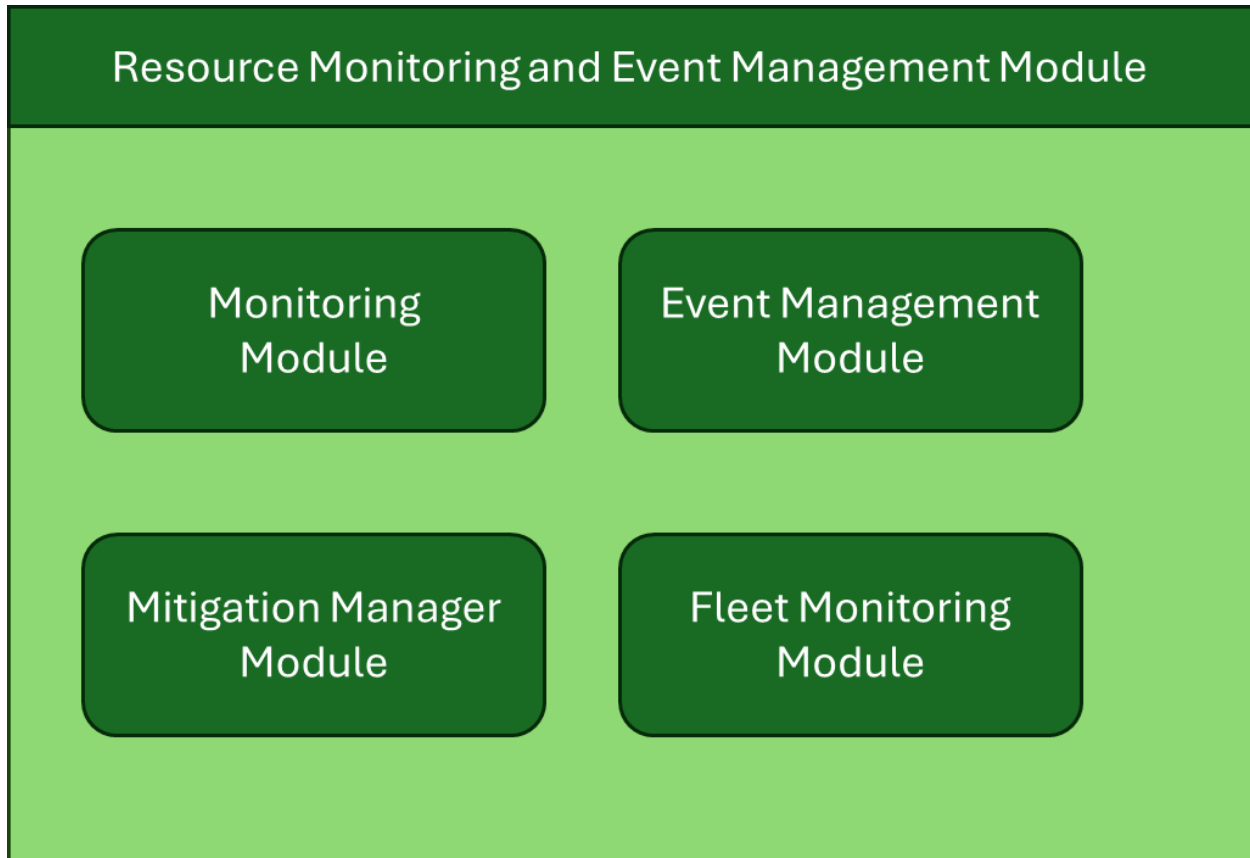 Resource Monitoring and Event Management Module
Monitoring
Module
Event Management
Module
Mitigation Manager
Module
Fleet Monitoring
Module